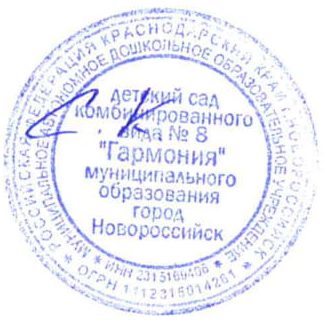 РОССИЙСКАЯ ФЕДЕРАЦИЯ КРАСНОДАРСКИЙ КРАЙ Г.НОВОРОССИЙСК
МУНИЦИПАЛЬНОЕ АВТОНОМНОЕ ДОШКОЛЬНОЕ ОБРАЗОВАТЕЛЬНОЕ УЧРЕЖДЕНИЕ
детский сад
комбинированного
вида № 8
"Гармония"
муниципального
образования
город
Новороссийск
* ИНН 2315169406 *
* ОГРН 1112315014201 *